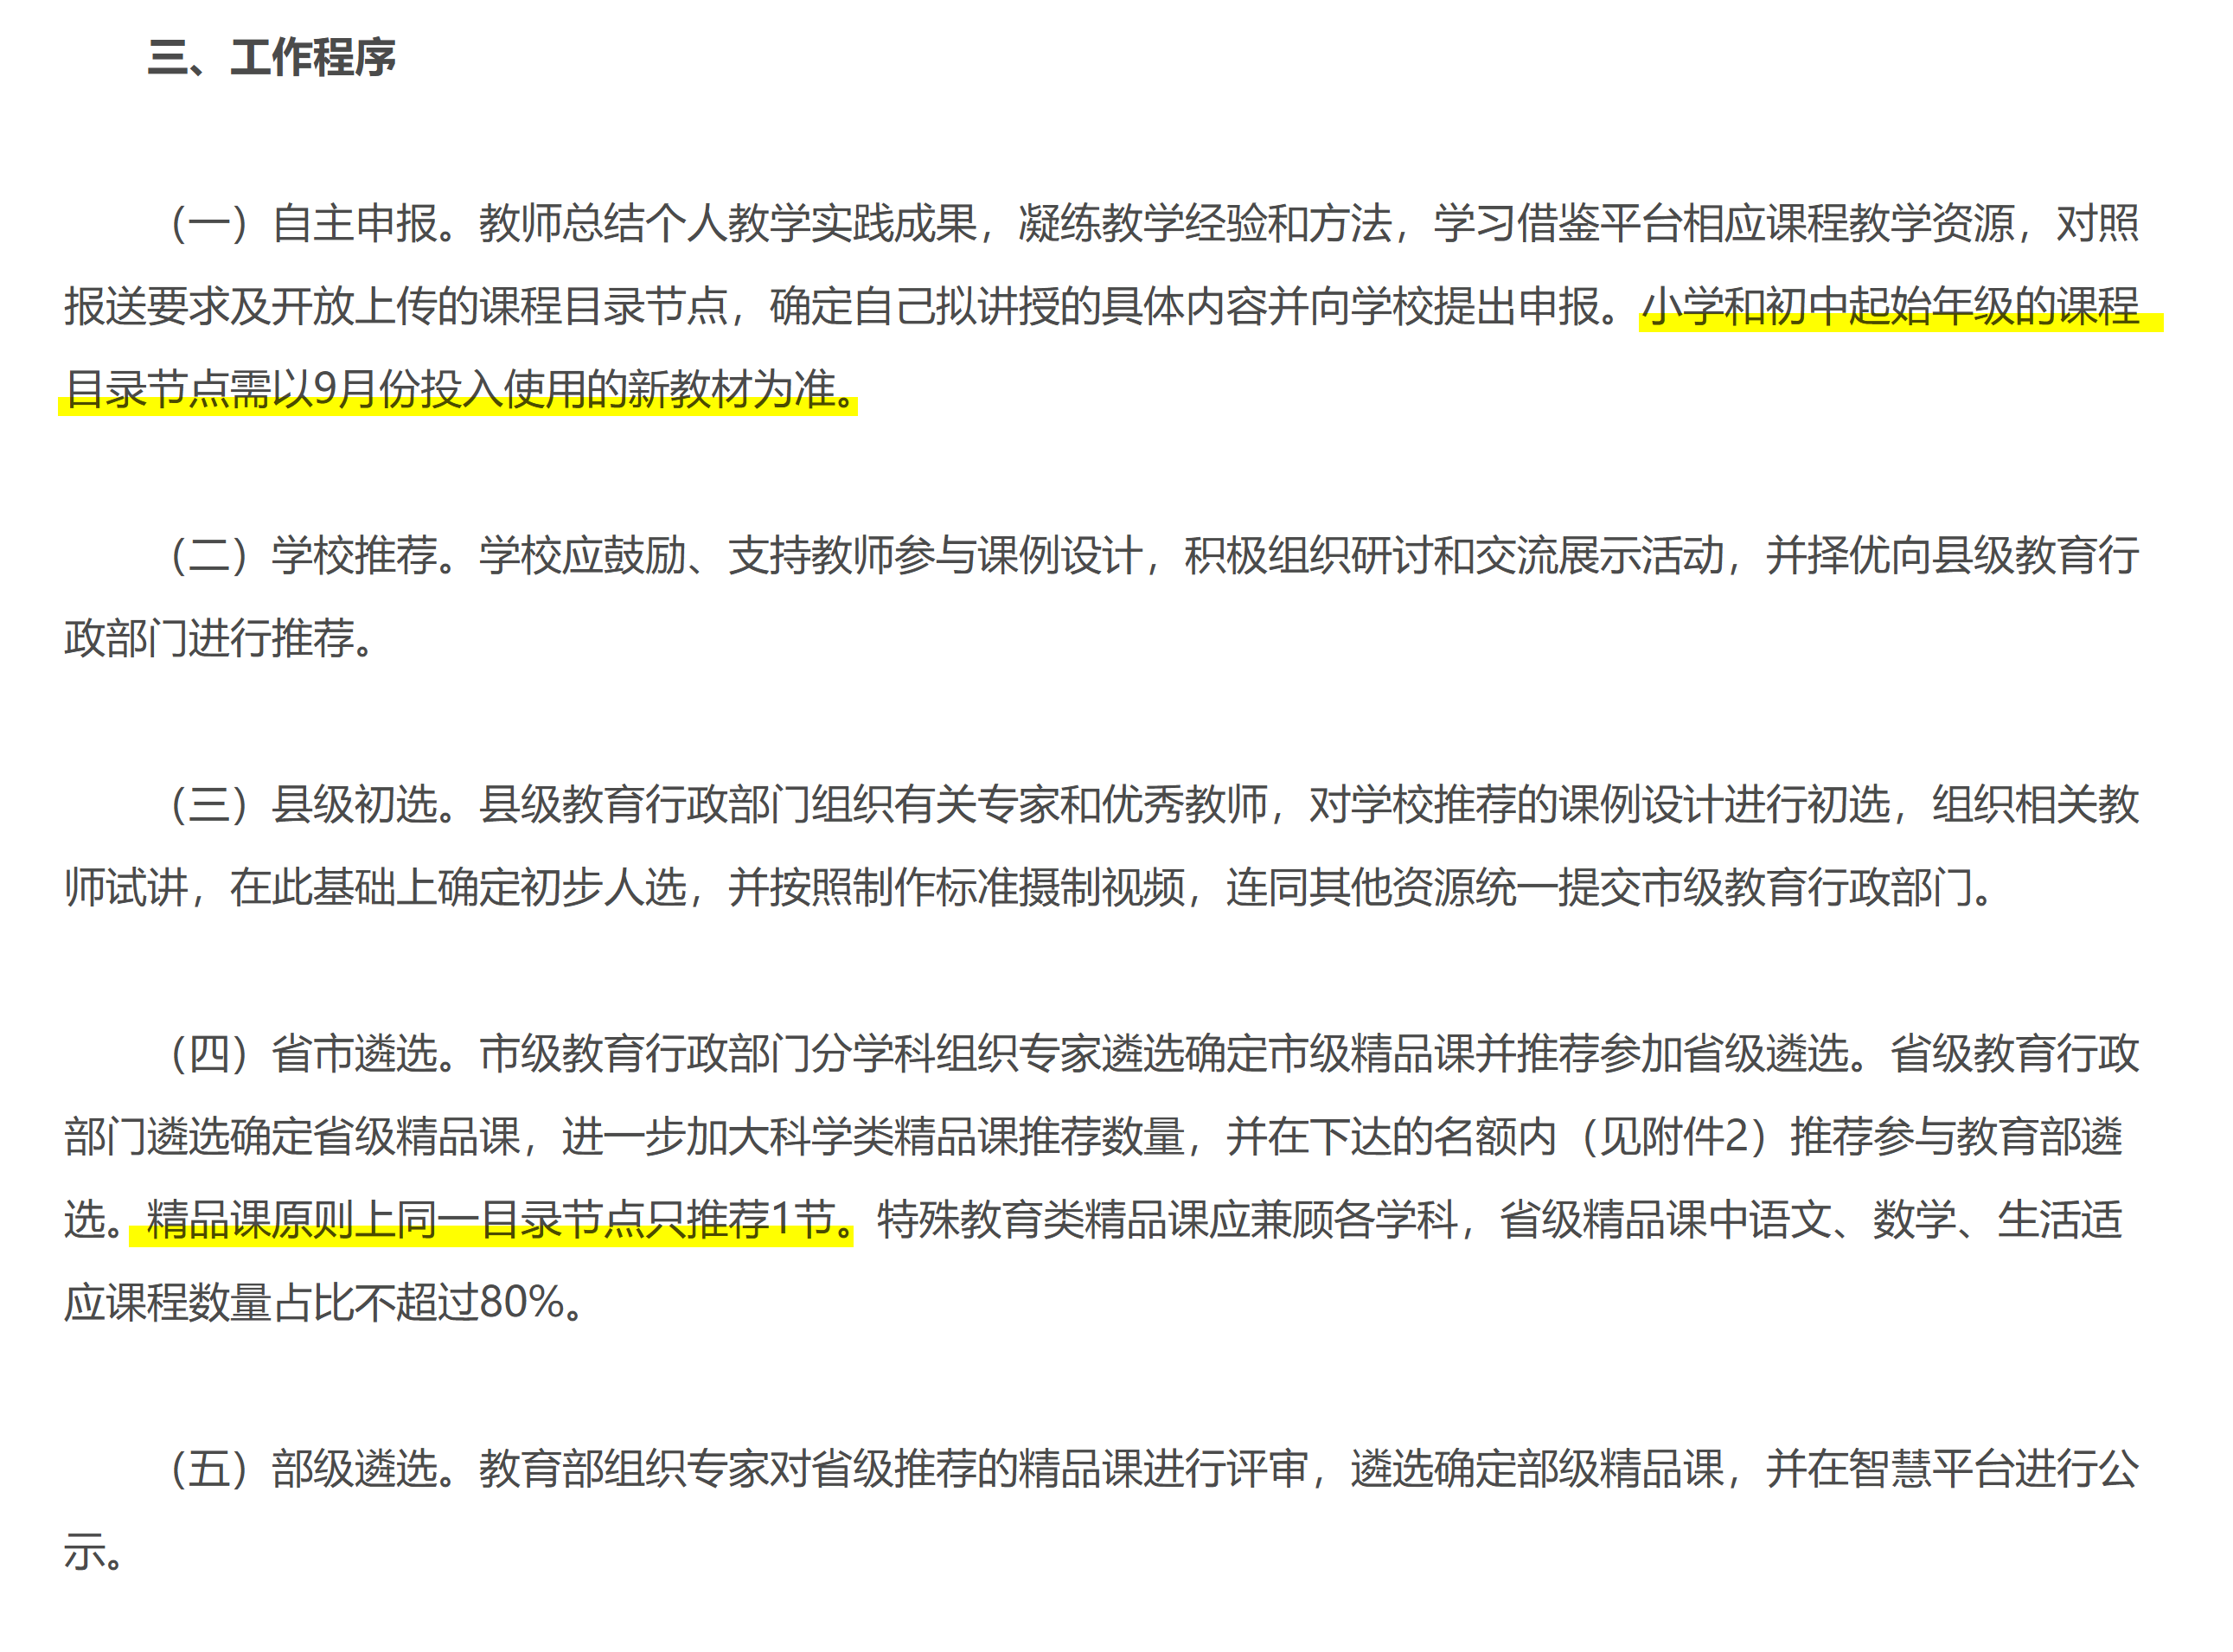 三、工作程序
（一）自主申报。教师总结个人教学实践成果，凝练教学经验和方法，学习借鉴平台相应课程教学资源，对照
报送要求及开放上传的课程目录节点，确定自己拟讲授的具体内容并向学校提出申报。小学和初中起始年级的课程
目录节点需以9月份投入使用的新教材为准。
（二）学校推荐。学校应鼓励、支持教师参与课例设计，积极组织研讨和交流展示活动，并择优向县级教育行
政部门进行推荐。
（三）县级初选。县级教育行政部门组织有关专家和优秀教师，对学校推荐的课例设计进行初选，组织相关教
师试讲，在此基础上确定初步人选，并按照制作标准摄制视频，连同其他资源统一提交市级教育行政部门。
（四）省市遴选。市级教育行政部门分学科组织专家遴选确定市级精品课并推荐参加省级遴选。省级教育行政
部门遴选确定省级精品课，进一步加大科学类精品课推荐数量，并在下达的名额内（见附件2）推荐参与教育部遴
选。精品课原则上同一目录节点只推荐1节。特殊教育类精品课应兼顾各学科，省级精品课中语文、数学、生活适
应课程数量占比不超过80%。
（五）部级遴选。教育部组织专家对省级推荐的精品课进行评审，遴选确定部级精品课，并在智慧平台进行公
示。